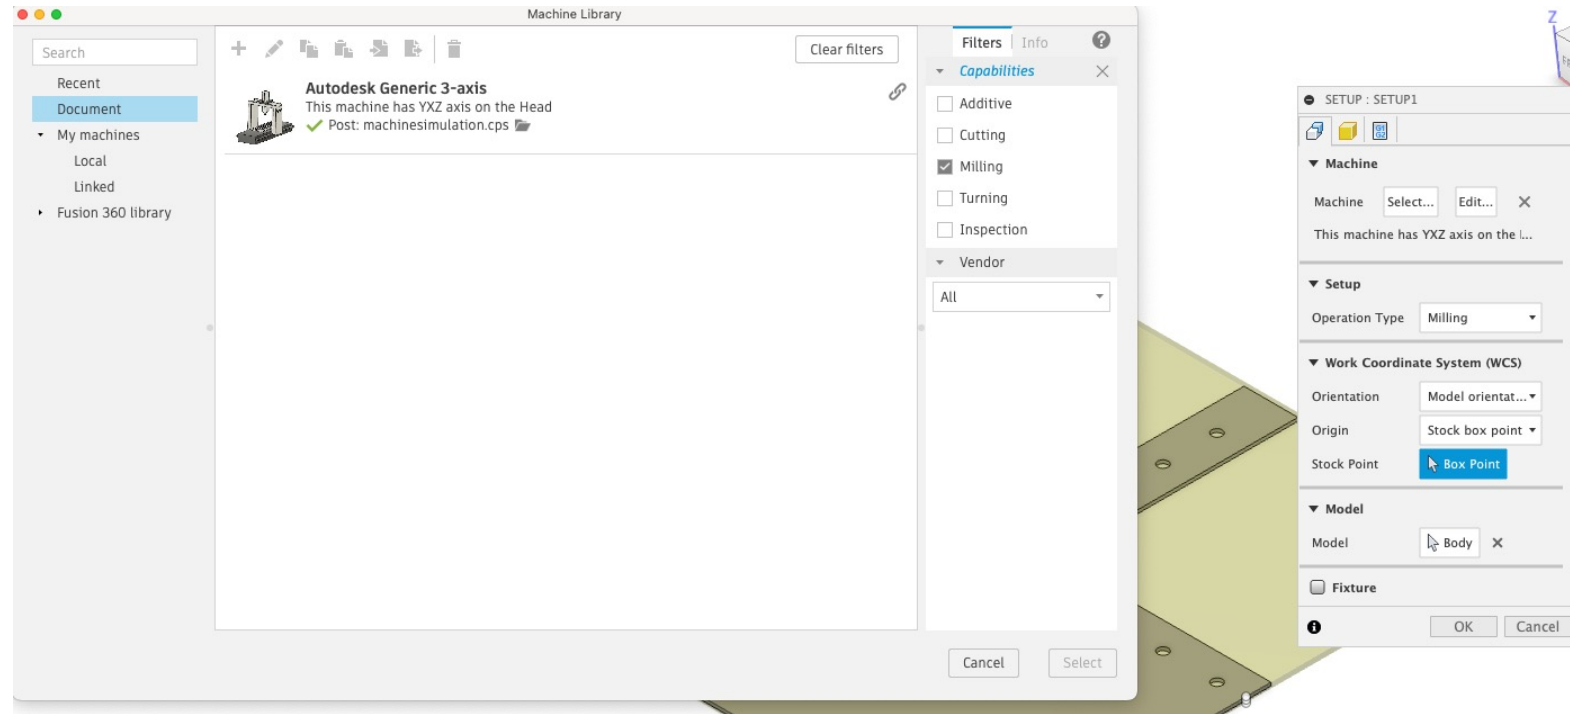 Machine Library
Search
Recent
Document
My machines
Local
Linked
Fusion 360 library
Clear filters
Autodesk Generic 3-axis
This machine has YXZ axis on the Head
Post: machinesimulation.cps
Filters | Info
Capabilities
Additive
Cutting
Milling
Turning
Inspection
Vendor
All
Cancel
Select
Z
SETUP : SETUP1
Machine
Machine Select... Edit...
This machine has YXZ axis on the ...
Setup
Operation Type Milling
Work Coordinate System (WCS)
Orientation Model orientat...
Origin Stock box point
Stock Point Box Point
Model
Model Body
Fixture
OK Cancel